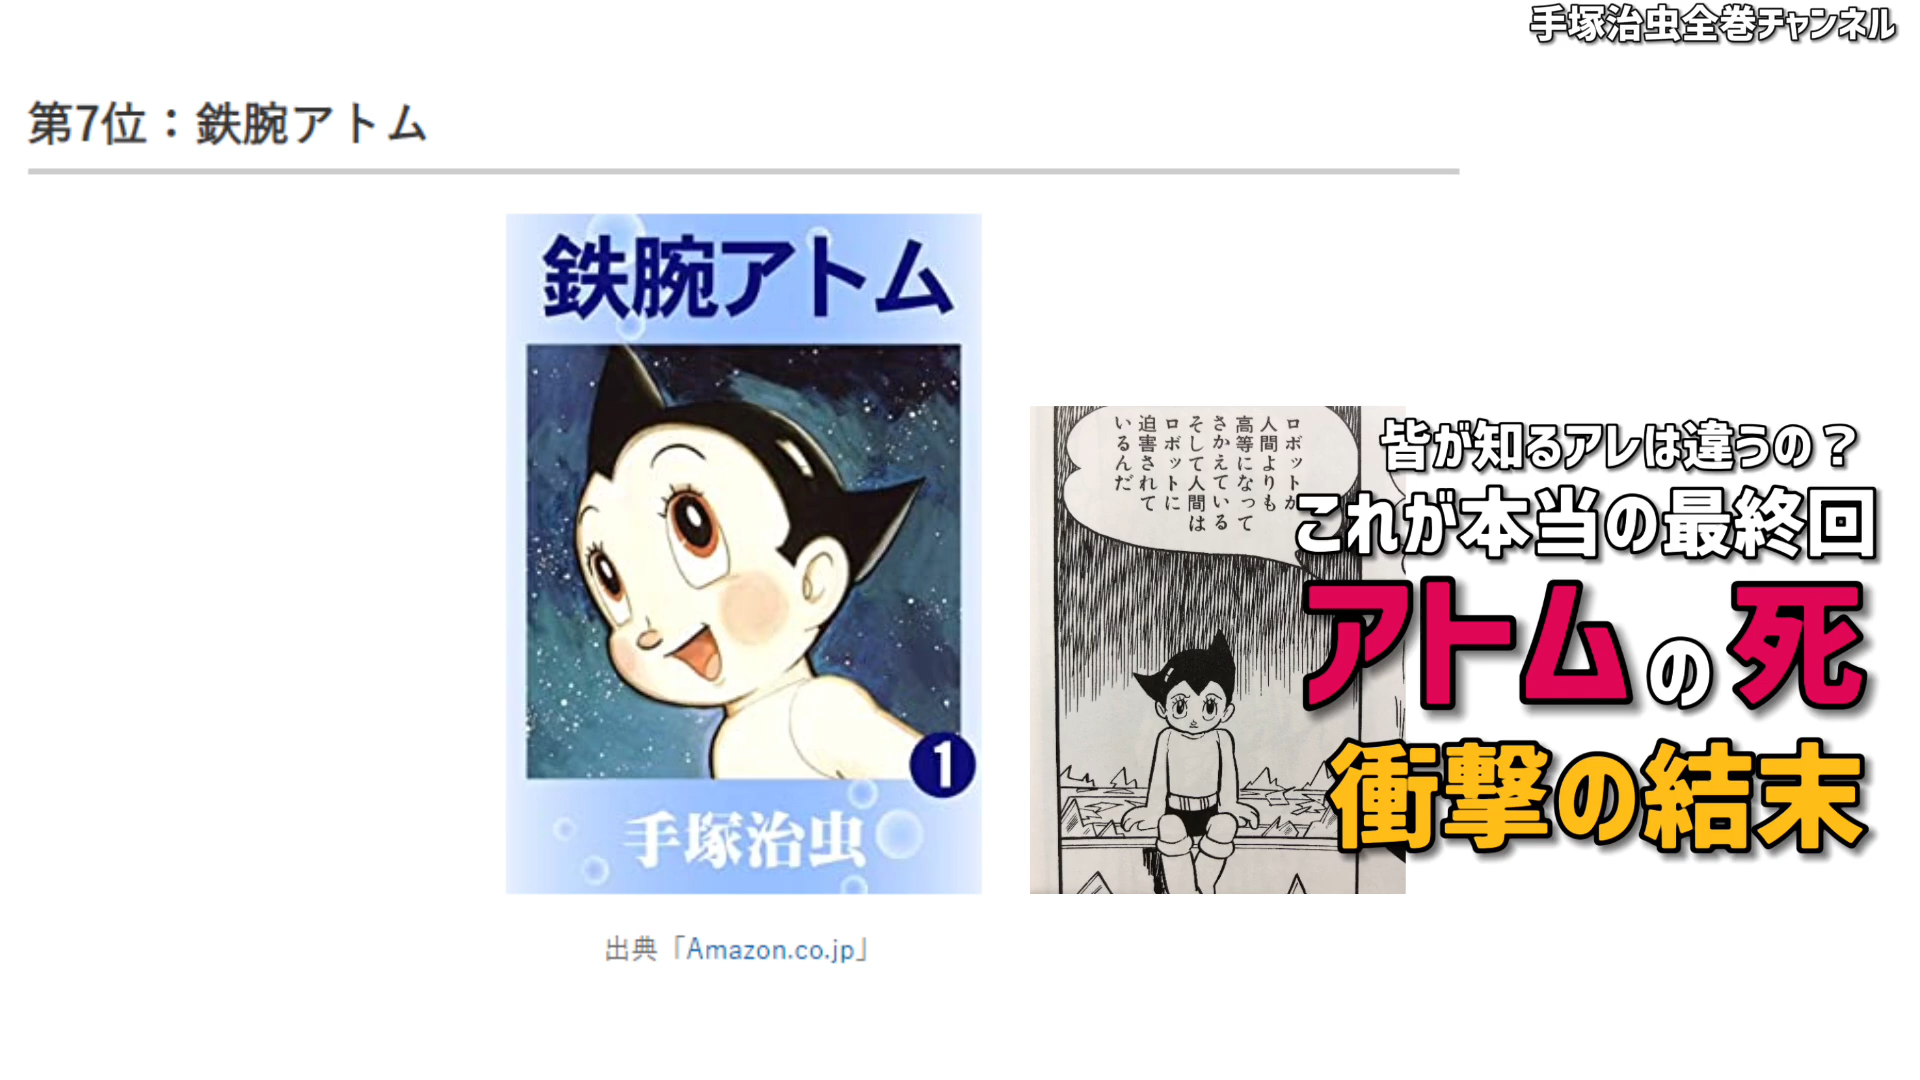 手塚治虫全巻チャンネル
第7位：鉄腕アトム
鉄腕アトム
1
手塚治虫
出典「Amazon.co.jp」
ロボットが
人間よりも
高等になって
さかえている
そして人間は
ロボットに
迫害されて
いるんだ
皆が知るアレは違うの？
これが本当の最終回
アトムの死
衝撃の結末